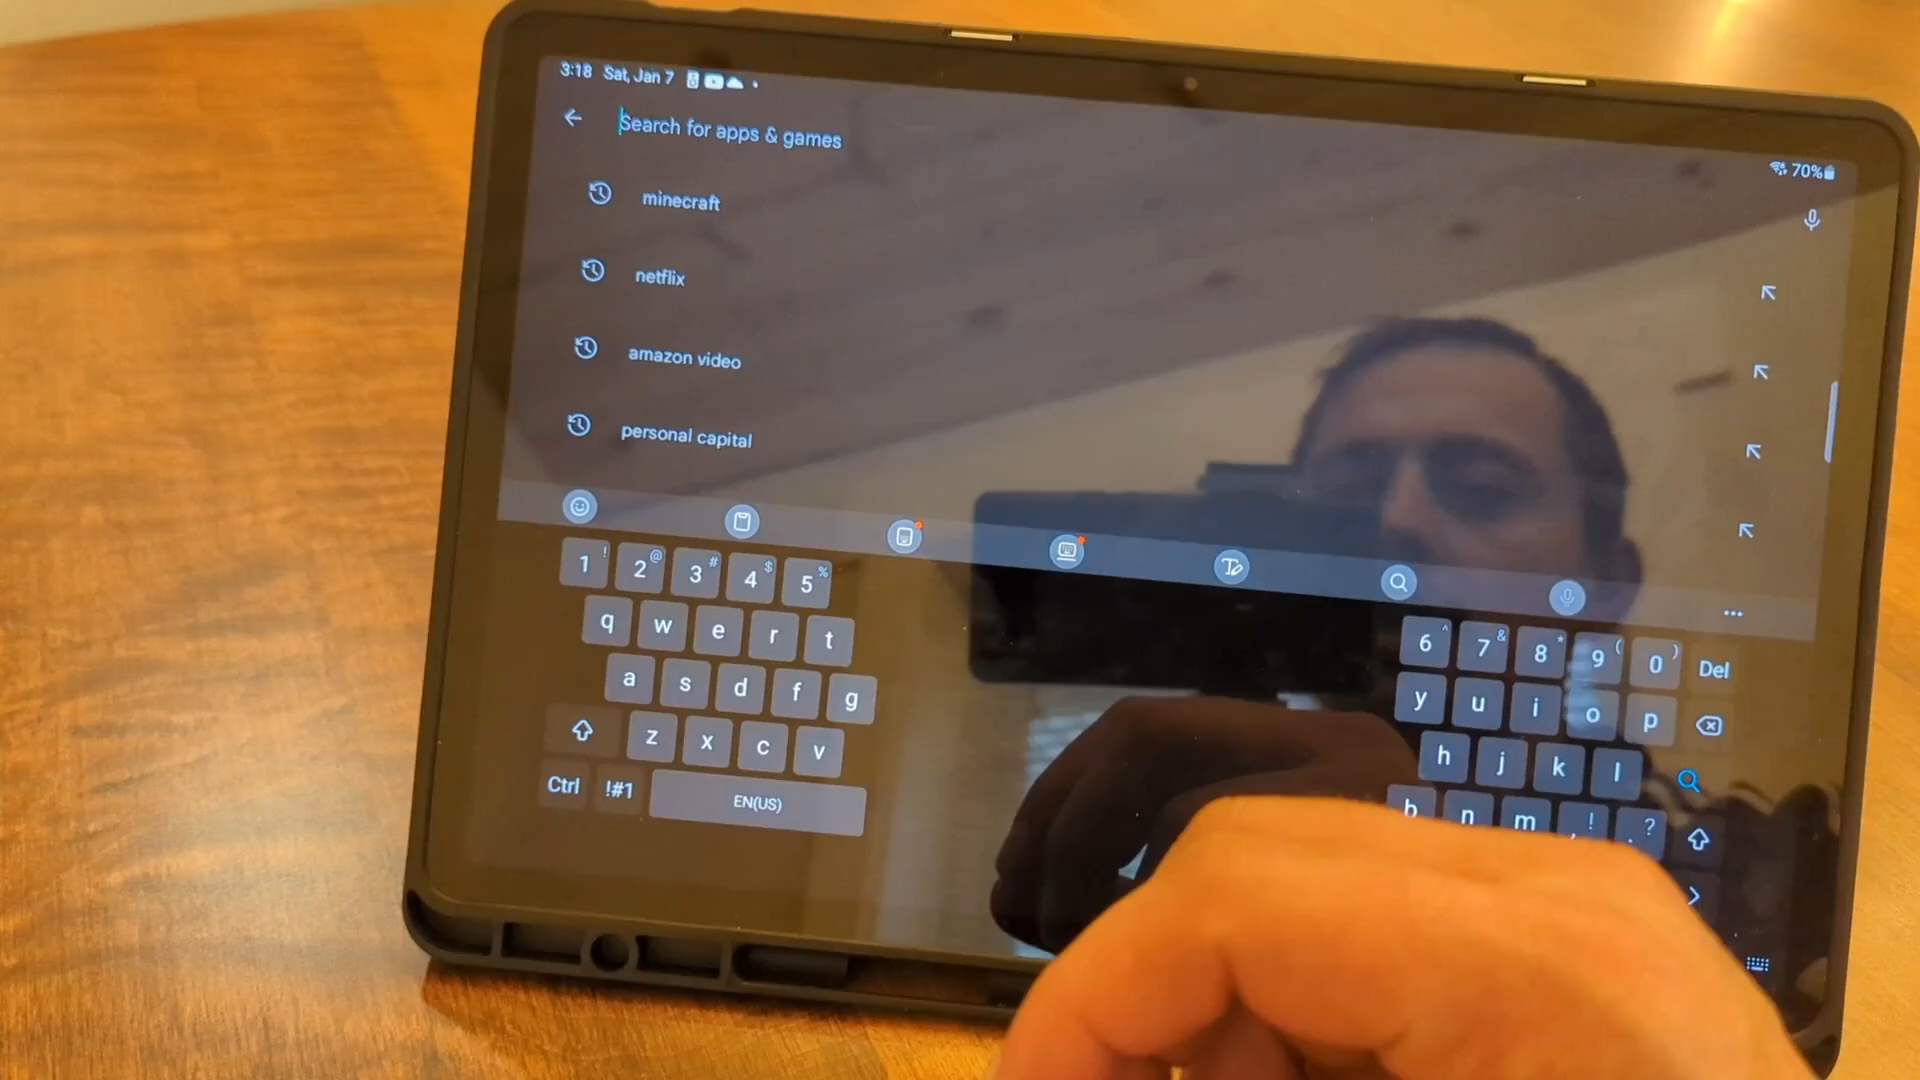 3:18 Sat, Jan 7
70%
Search for apps & games
minecraft
netflix
amazon video
personal capital
1 ! 2 @ 3 # 4 $ 5 %
6 ^ 7 & 8 * 9 ( 0 ) Del
q w e r t
y u i o p
a s d f g
h j k l
z x c v
b n m ! , ? .
Ctrl !#1 EN(US)